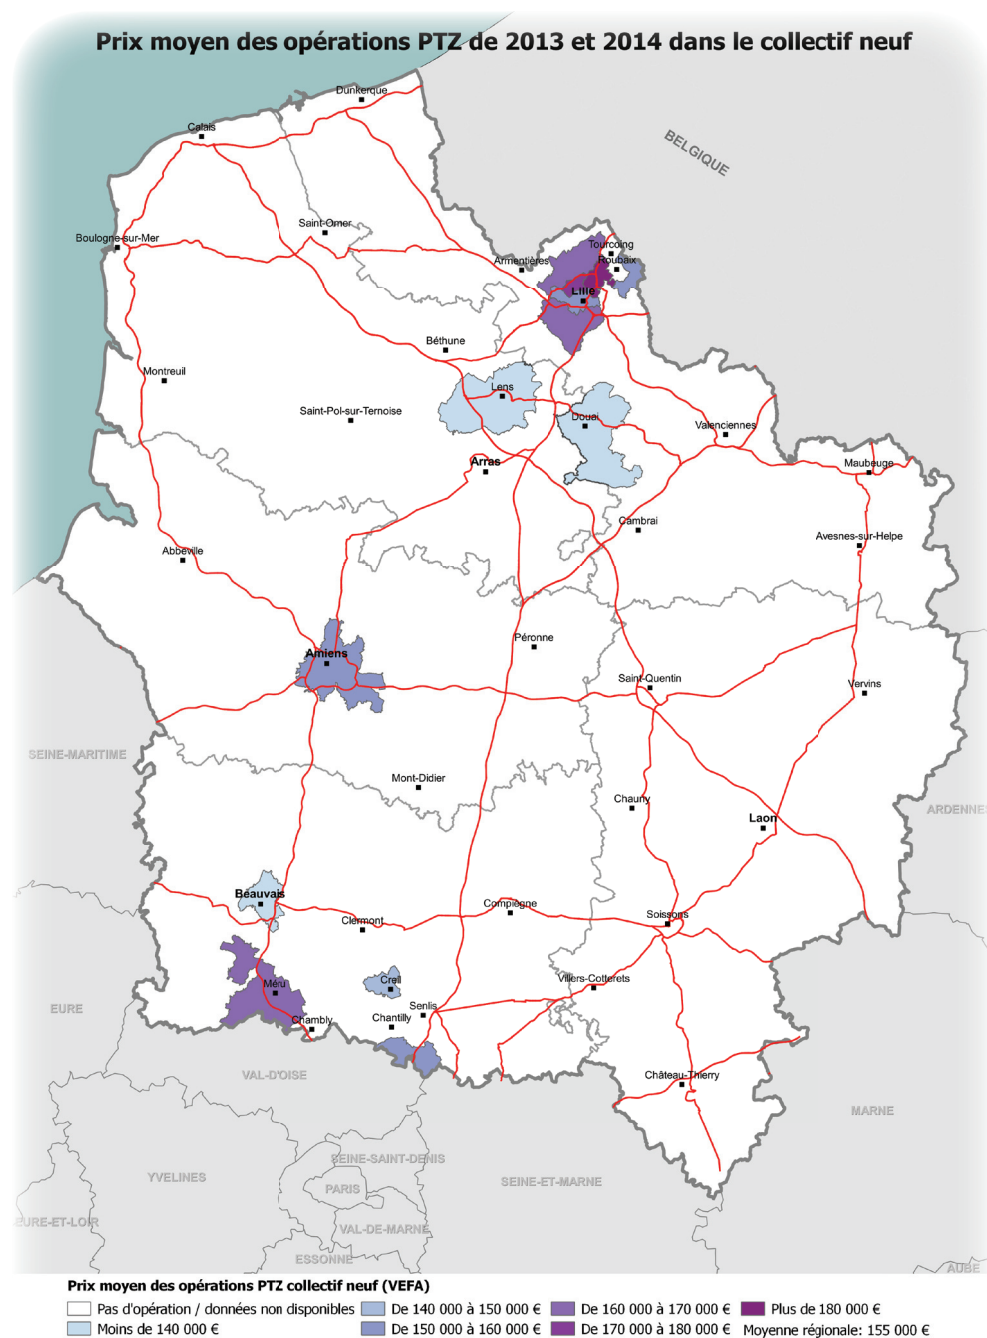 Prix moyen des opérations PTZ de 2013 et 2014 dans le collectif neuf
Dunkerque
Calais
BELGIQUE
Saint-Omer
Boulogne-sur-Mer
Tourcoing
Armentières
Roubaix
Lille
Béthune
Montreuil
Lens
Saint-Pol-sur-Ternoise
Douai
Valenciennes
Arras
Maubeuge
Cambrai
Avesnes-sur-Helpe
Abbeville
Péronne
Amiens
Saint-Quentin
Vervins
SEINE-MARITIME
Mont-Didier
Chauny
ARDENNES
Laon
Beauvais
Compiègne
Clermont
Soissons
Méru
Creil
Villers-Cotterets
EURE
Senlis
Chambly
Chantilly
VAL-D'OISE
Château-Thierry
MARNE
SEINE-SAINT-DENIS
YVELINES
PARIS
SEINE-ET-MARNE
EURE-ET-LOIR
VAL-DE-MARNE
ESSONNE
AUBE
Prix moyen des opérations PTZ collectif neuf (VEFA)
Pas d'opération / données non disponibles
De 140 000 à 150 000 €
De 160 000 à 170 000 €
Plus de 180 000 €
Moins de 140 000 €
De 150 000 à 160 000 €
De 170 000 à 180 000 €
Moyenne régionale: 155 000 €